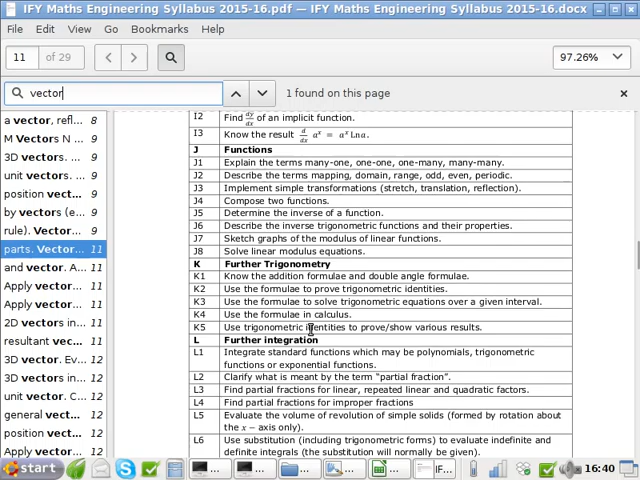 IFY Maths Engineering Syllabus 2015-16.pdf — IFY Maths Engineering Syllabus 2015-16.docx
File Edit View Go Bookmarks Help
11 of 29
97.26%
vector
1 found on this page
a vector, refl... 8
M Vectors N ... 9
3D vectors. ... 9
unit vectors. ... 9
position vect... 9
by vectors (e... 9
rule). Vector... 9
parts. Vector... 11
and vector. A... 11
Apply vect... 11
Apply vect... 11
2D vectors in... 11
resultant vec... 11
3D vector. Ev... 12
3D vectors in... 12
unit vector. C... 12
general vect... 12
position vect... 12
Apply vect... 12
I2 Find dy/dx of an implicit function.
I3 Know the result d/dx aˣ = aˣ Ln a.
J Functions
J1 Explain the terms many-one, one-one, one-many, many-many.
J2 Describe the terms mapping, domain, range, odd, even, periodic.
J3 Implement simple transformations (stretch, translation, reflection).
J4 Compose two functions.
J5 Determine the inverse of a function.
J6 Describe the inverse trigonometric functions and their properties.
J7 Sketch graphs of the modulus of linear functions.
J8 Solve linear modulus equations.
K Further Trigonometry
K1 Know the addition formulae and double angle formulae.
K2 Use the formulae to prove trigonometric identities.
K3 Use the formulae to solve trigonometric equations over a given interval.
K4 Use the formulae in calculus.
K5 Use trigonometric identities to prove/show various results.
L Further integration
L1 Integrate standard functions which may be polynomials, trigonometric
functions or exponential functions.
L2 Clarify what is meant by the term “partial fraction”.
L3 Find partial fractions for linear, repeated linear and quadratic factors.
L4 Find partial fractions for improper fractions
L5 Evaluate the volume of revolution of simple solids (formed by rotation about
the x – axis only).
L6 Use substitution (including trigonometric forms) to evaluate indefinite and
definite integrals (the substitution will normally be given).
start
...
...
...
...
...
IF...
16:40